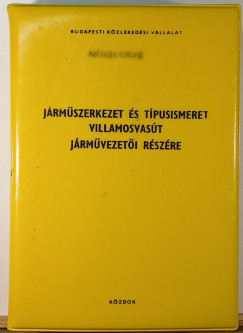 BUDAPESTI KÖZLEKEDÉSI VÁLLALAT
JÁRMŰSZERKEZET ÉS TÍPUSISMERET
VILLAMOSVASÚT
JÁRMŰVEZETŐI RÉSZÉRE
KÖZDOK